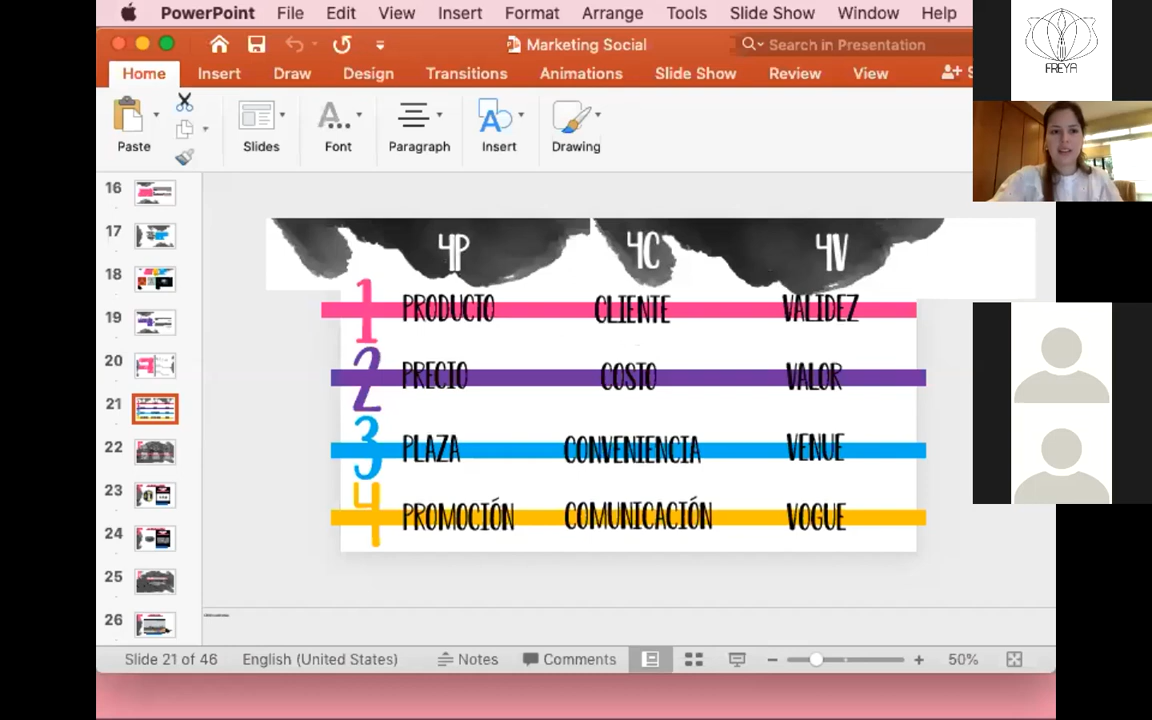 PowerPoint File Edit View Insert Format Arrange Tools Slide Show Window Help
Marketing Social
Search in Presentation
Home Insert Draw Design Transitions Animations Slide Show Review View
Paste Slides Font Paragraph Insert Drawing
FREYA
16
17
18
19
20
21
22
23
24
25
26
4P 4C 4V
1 PRODUCTO CLIENTE VALIDEZ
2 PRECIO COSTO VALOR
3 PLAZA CONVENIENCIA VENUE
4 PROMOCIÓN COMUNICACIÓN VOGUE
Slide 21 of 46 English (United States) Notes Comments 50%